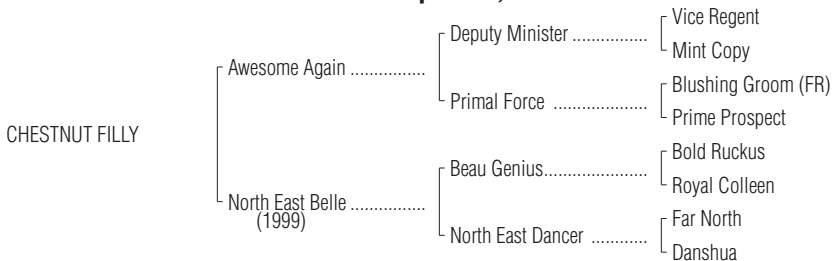 Vice Regent
Deputy Minister ................
Mint Copy
Awesome Again ................
Blushing Groom (FR)
Primal Force ....................
Prime Prospect
CHESTNUT FILLY
Bold Ruckus
Beau Genius......................
Royal Colleen
North East Belle ................
(1999)
Far North
North East Dancer ............
Danshua